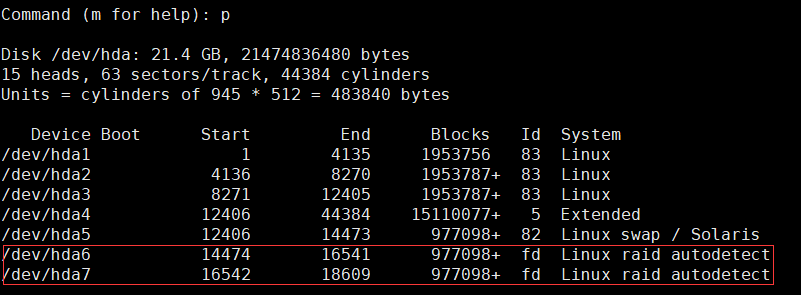 Command (m for help): p
Disk /dev/hda: 21.4 GB, 21474836480 bytes
15 heads, 63 sectors/track, 44384 cylinders
Units = cylinders of 945 * 512 = 483840 bytes
Device Boot Start End Blocks Id System
/dev/hda1 1 4135 1953756 83 Linux
/dev/hda2 4136 8270 1953787+ 83 Linux
/dev/hda3 8271 12405 1953787+ 83 Linux
/dev/hda4 12406 44384 15110077+ 5 Extended
/dev/hda5 12406 14473 977098+ 82 Linux swap / Solaris
/dev/hda6 14474 16541 977098+ fd Linux raid autodetect
/dev/hda7 16542 18609 977098+ fd Linux raid autodetect